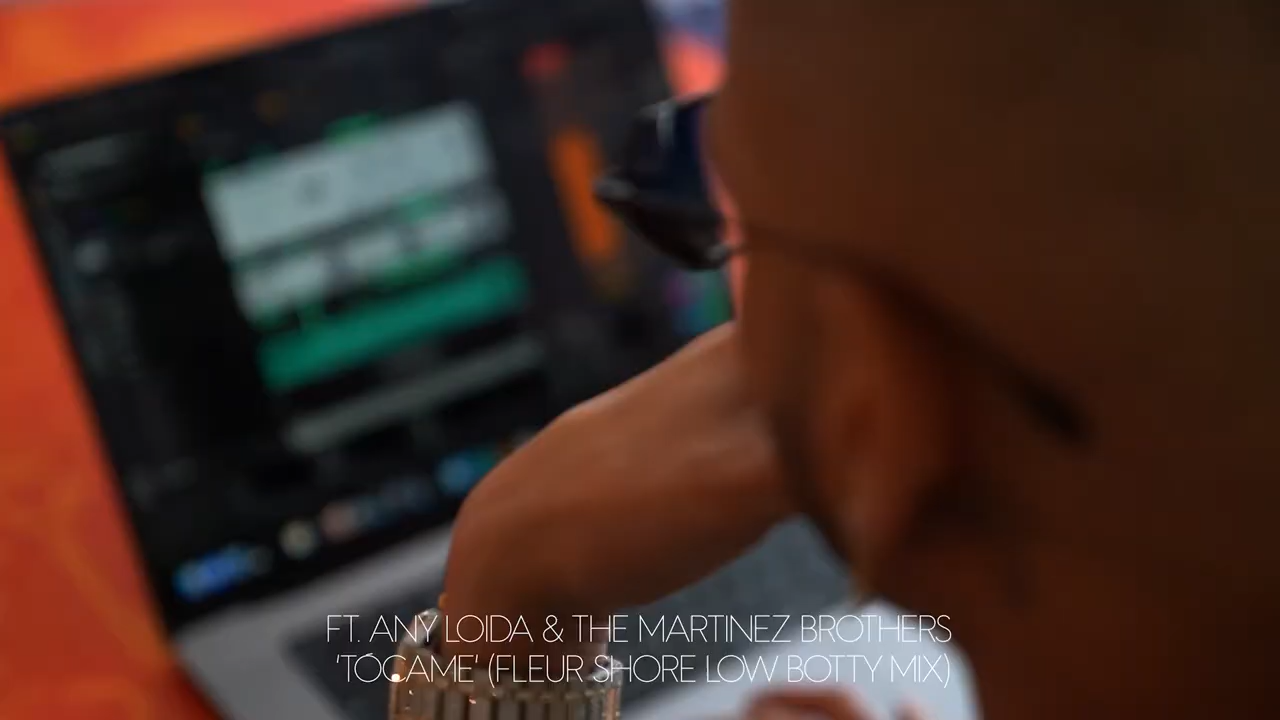 FT. ANY LOIDA & THE MARTINEZ BROTHERS
'TÓCAME' (FLEUR SHORE LOW BOTTY MIX)